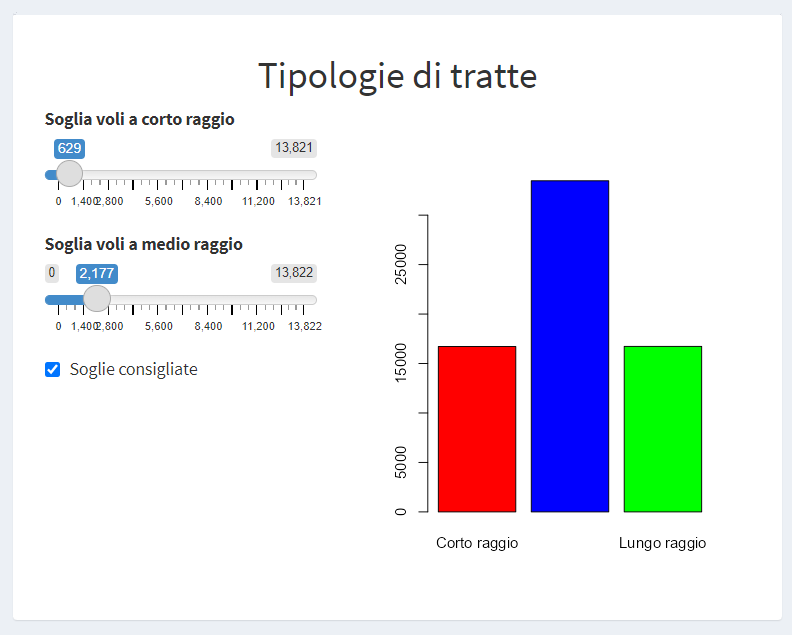 Tipologie di tratte
Soglia voli a corto raggio
629
13,821
0 1,400 2,800 5,600 8,400 11,200 13,821
Soglia voli a medio raggio
0 2,177 13,822
0 1,400 2,800 5,600 8,400 11,200 13,822
Soglie consigliate
25000
15000
5000
0
Corto raggio Lungo raggio